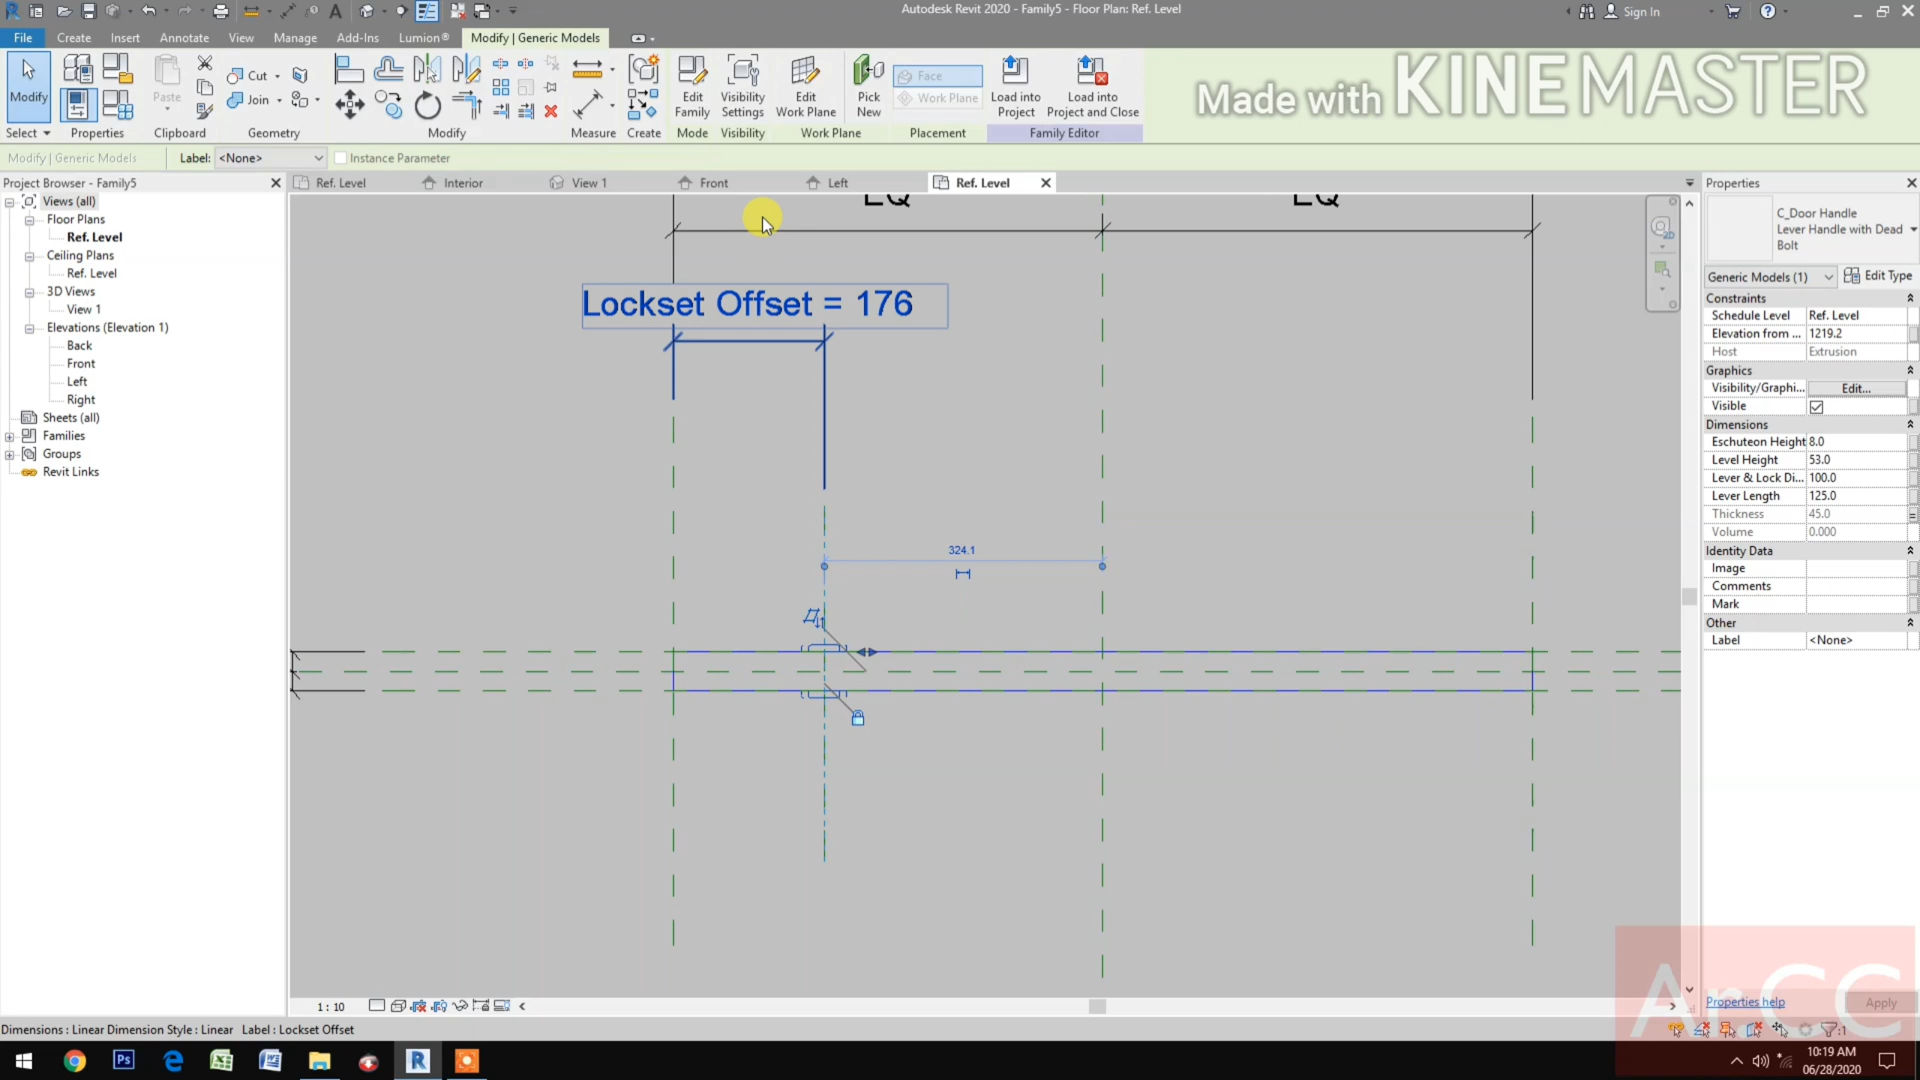 Autodesk Revit 2020 - Family5 - Floor Plan: Ref. Level
Sign In
File
Create
Insert
Annotate
View
Manage
Add-Ins
Lumion®
Modify | Generic Models
Modify
Paste
Cut
Join
Edit Family
Visibility Settings
Edit Work Plane
Pick New
Face
Work Plane
Load into Project
Load into Project and Close
Made with KINEMASTER
Select
Properties
Clipboard
Geometry
Modify
Measure
Create
Mode
Visibility
Work Plane
Placement
Family Editor
Modify | Generic Models
Label: <None>
Instance Parameter
Project Browser - Family5
Ref. Level
Interior
View 1
Front
Left
Ref. Level
Properties
Views (all)
Floor Plans
Ref. Level
Ceiling Plans
Ref. Level
3D Views
View 1
Elevations (Elevation 1)
Back
Front
Left
Right
Sheets (all)
Families
Groups
Revit Links
EQ
EQ
Lockset Offset = 176
324.1
C_Door Handle
Lever Handle with Dead
Bolt
Generic Models (1)
Edit Type
Constraints
Schedule Level Ref. Level
Elevation from ... 1219.2
Host Extrusion
Graphics
Visibility/Graphi... Edit...
Visible
Dimensions
Eschuteon Height 8.0
Level Height 53.0
Lever & Lock Di... 100.0
Lever Length 125.0
Thickness 45.0
Volume 0.000
Identity Data
Image
Comments
Mark
Other
Label <None>
ArCC
Properties help
Apply
1 : 10
Dimensions : Linear Dimension Style : Linear Label : Lockset Offset
:1
10:19 AM
06/28/2020